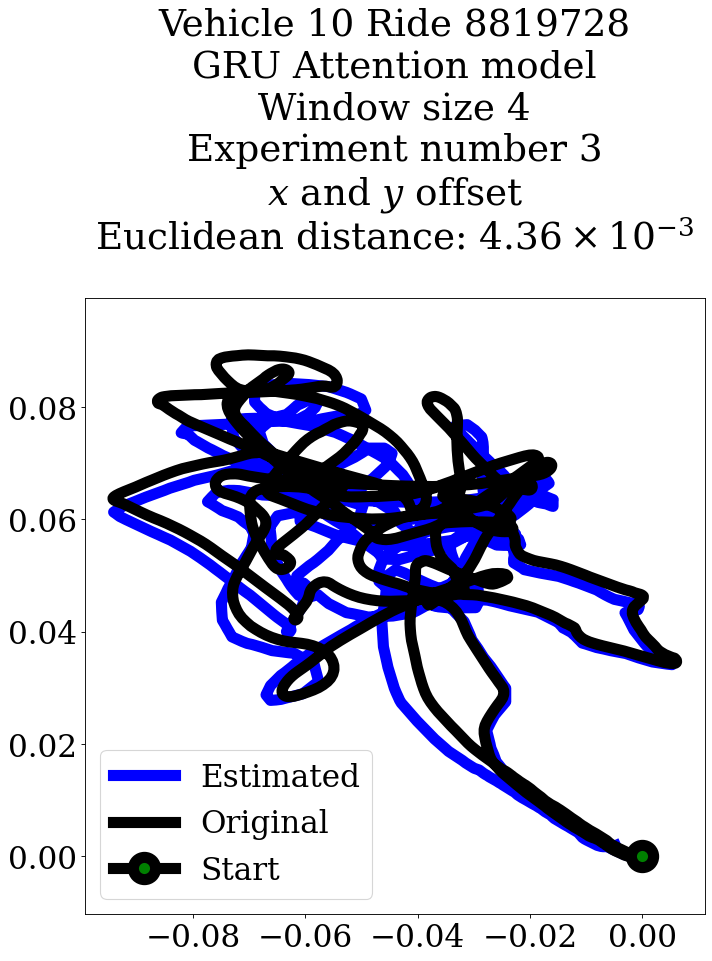 Vehicle 10 Ride 8819728
GRU Attention model
Window size 4
Experiment number 3
x and y offset
Euclidean distance: 4.36 × 10⁻³
0.08
0.06
0.04
0.02
0.00
Estimated
Original
Start
−0.08 −0.06 −0.04 −0.02 0.00